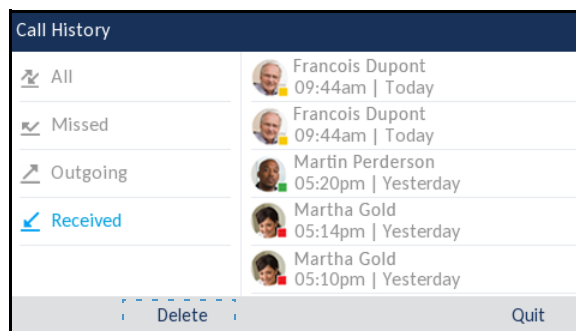 Call History
All
Missed
Outgoing
Received
Francois Dupont
09:44am | Today
Francois Dupont
09:44am | Today
Martin Perderson
05:20pm | Yesterday
Martha Gold
05:14pm | Yesterday
Martha Gold
05:10pm | Yesterday
Delete
Quit